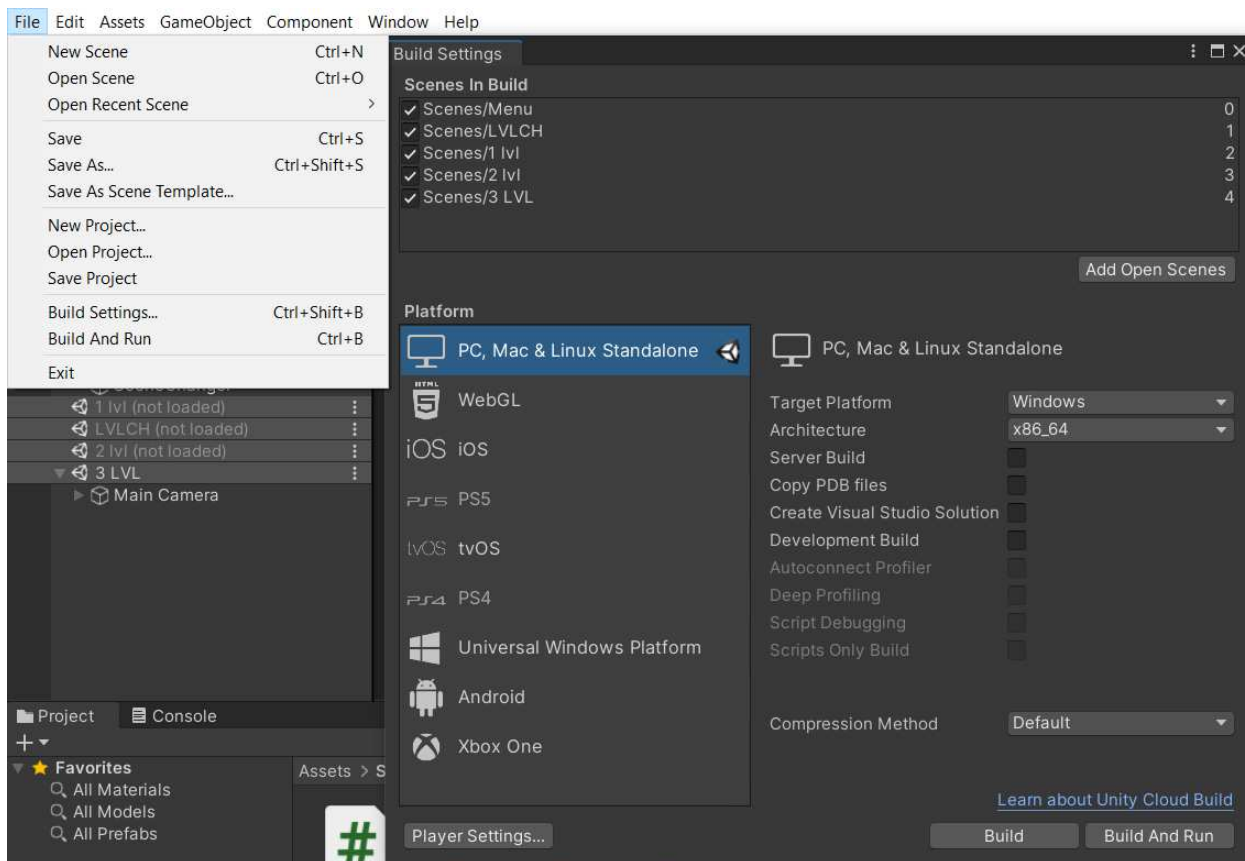 File Edit Assets GameObject Component Window Help
New Scene Ctrl+N
Open Scene Ctrl+O
Open Recent Scene
Save Ctrl+S
Save As... Ctrl+Shift+S
Save As Scene Template...
New Project...
Open Project...
Save Project
Build Settings... Ctrl+Shift+B
Build And Run Ctrl+B
Exit
1 lvl (not loaded)
LVLCH (not loaded)
2 lvl (not loaded)
3 LVL
Main Camera
Project Console
Favorites
All Materials
All Models
All Prefabs
Assets > S
#
Build Settings
Scenes In Build
Scenes/Menu 0
Scenes/LVLCH 1
Scenes/1 lvl 2
Scenes/2 lvl 3
Scenes/3 LVL 4
Add Open Scenes
Platform
PC, Mac & Linux Standalone
HTML 5 WebGL
iOS iOS
PS5 PS5
tvOS tvOS
PS4 PS4
Universal Windows Platform
Android
Xbox One
Player Settings...
PC, Mac & Linux Standalone
Target Platform Windows
Architecture x86_64
Server Build
Copy PDB files
Create Visual Studio Solution
Development Build
Autoconnect Profiler
Deep Profiling
Script Debugging
Scripts Only Build
Compression Method Default
Learn about Unity Cloud Build
Build Build And Run